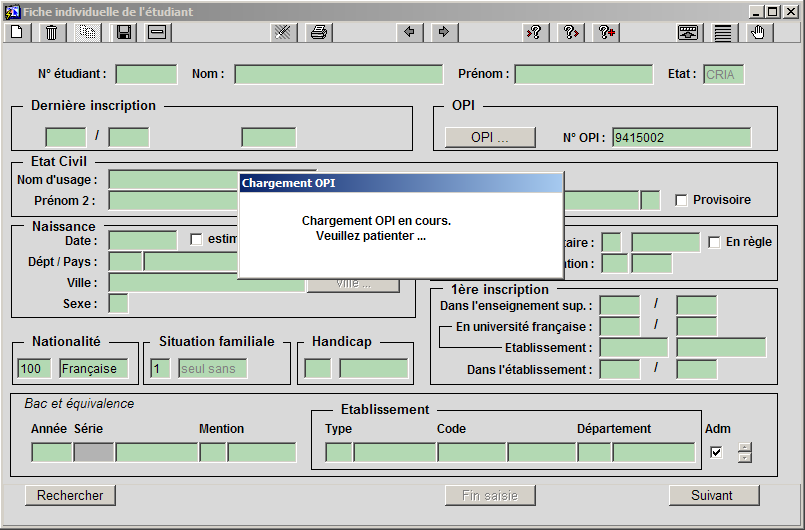 Fiche individuelle de l'étudiant
N° étudiant : Nom : Prénom : Etat : CRIA
Dernière inscription
/
OPI
OPI ... N° OPI : 9415002
Etat Civil
Nom d'usage :
Prénom 2 : Provisoire
Chargement OPI
Chargement OPI en cours.
Veuillez patienter ...
Naissance
Date : estim
Dépt / Pays :
Ville : Ville ...
Sexe :
taire : En règle
tion :
1ère inscription
Dans l'enseignement sup. : /
En université française : /
Etablissement :
Dans l'établissement : /
Nationalité
100 Française
Situation familiale
1 seul sans
Handicap
Bac et équivalence
Année Série Mention
Etablissement
Type Code Département
Adm
Rechercher Fin saisie Suivant